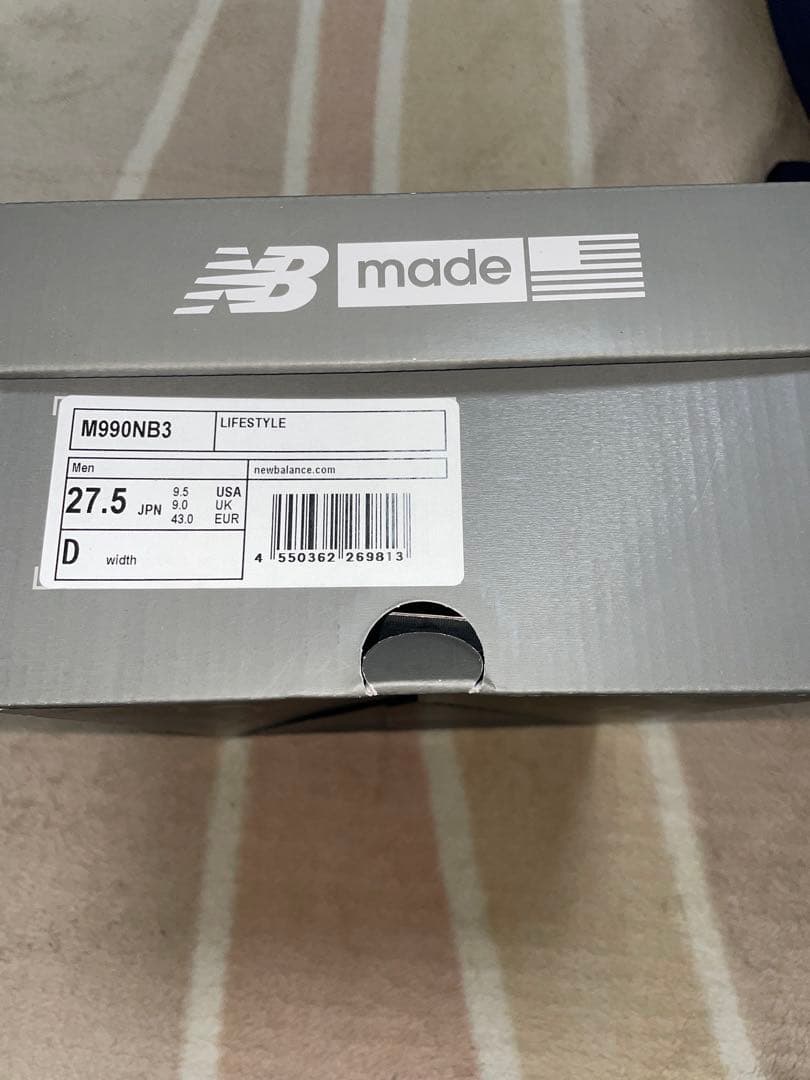 NB made
M990NB3 LIFESTYLE
Men newbalance.com
27.5 JPN 9.5 USA
9.0 UK
43.0 EUR
D width
4 550362 269813